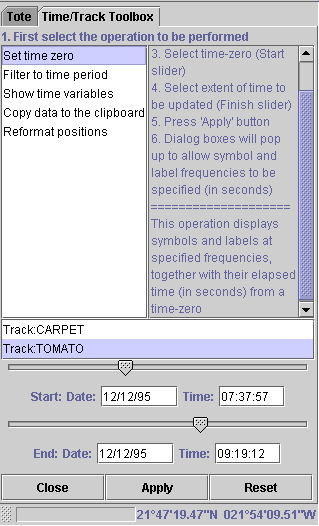 Tote Time/Track Toolbox
1. First select the operation to be performed
Set time zero
Filter to time period
Show time variables
Copy data to the clipboard
Reformat positions
3. Select time-zero (Start
slider)
4. Select extent of time to
be updated (Finish slider)
5. Press 'Apply' button
6. Dialog boxes will pop
up to allow symbol and
label frequencies to be
specified (in seconds)
====================
This operation displays
symbols and labels at
specified frequencies,
together with their elapsed
time (in seconds) from a
time-zero
Track:CARPET
Track:TOMATO
Start: Date: 12/12/95 Time: 07:37:57
End: Date: 12/12/95 Time: 09:19:12
Close Apply Reset
21°47'19.47"N 021°54'09.51"W